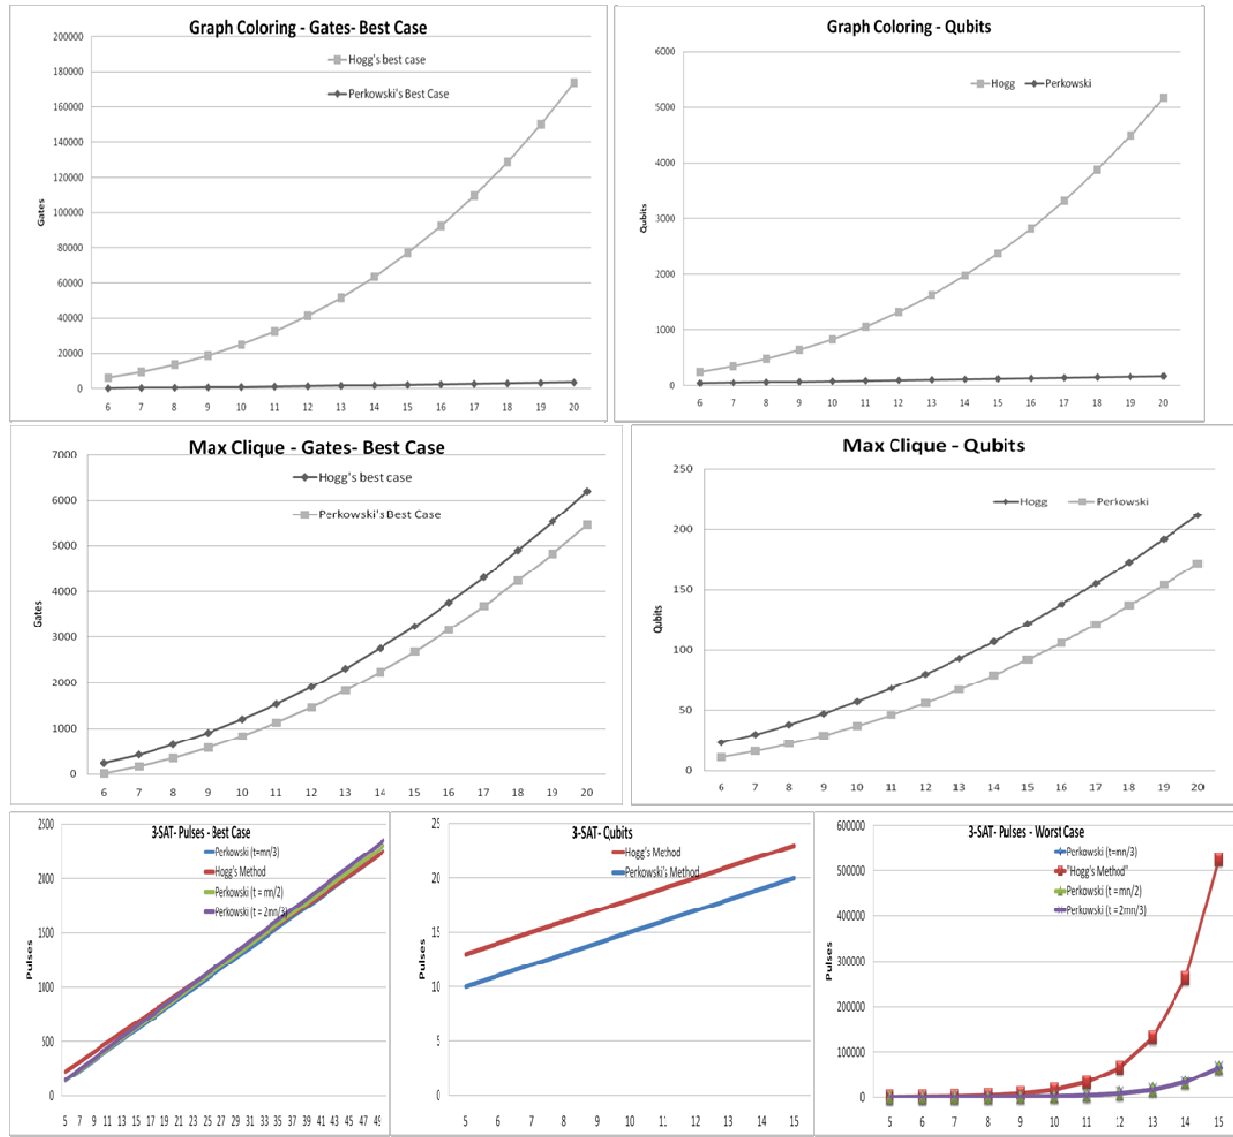 Graph Coloring - Gates- Best Case
Hogg's best case
Perkowski's Best Case
Gates
200000
180000
160000
140000
120000
100000
80000
60000
40000
20000
0
6 7 8 9 10 11 12 13 14 15 16 17 18 19 20
Graph Coloring - Qubits
Hogg Perkowski
Qubits
6000
5000
4000
3000
2000
1000
0
6 7 8 9 10 11 12 13 14 15 16 17 18 19 20
Max Clique - Gates- Best Case
Hogg's best case
Perkowski's Best Case
Gates
7000
6000
5000
4000
3000
2000
1000
0
6 7 8 9 10 11 12 13 14 15 16 17 18 19 20
Max Clique - Qubits
Hogg Perkowski
Qubits
250
200
150
100
50
0
6 7 8 9 10 11 12 13 14 15 16 17 18 19 20
3-SAT- Pulses - Best Case
Perkowski (t=mn/3)
Hogg's Method
Perkowski (t = mn/2)
Perkowski (t = 2mn/3)
Pulses
2500
2000
1500
1000
500
0
5 7 9 11 13 15 17 19 21 23 25 27 29 31 33 35 37 39 41 43 45 47 49
3-SAT- Qubits
Hogg's Method
Perkowski's Method
Pulses
25
20
15
10
5
0
5 6 7 8 9 10 11 12 13 14 15
3-SAT- Pulses - Worst Case
Perkowski (t=mn/3)
"Hogg's Method"
Perkowski (t = mn/2)
Perkowski (t = 2mn/3)
Pulses
600000
500000
400000
300000
200000
100000
0
5 6 7 8 9 10 11 12 13 14 15